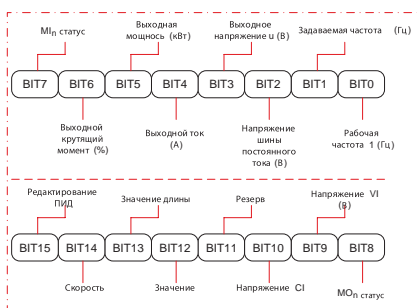 MIn статус
Выходная
мощнось (кВт)
Выходное
напряжение u (В)
Задаваемая частота (Гц)
BIT7 BIT6 BIT5 BIT4 BIT3 BIT2 BIT1 BIT0
Выходной
крутящий
момент (%)
Выходной ток
(А)
Напряжение
шины
постоянного
тока (В)
Рабочая
частота 1 (Гц)
Редактирование
ПИД
Значение длины
Резерв
Напряжение VI
(В)
BIT15 BIT14 BIT13 BIT12 BIT11 BIT10 BIT9 BIT8
Скорость
Значение
Напряжение CI
MOn статус